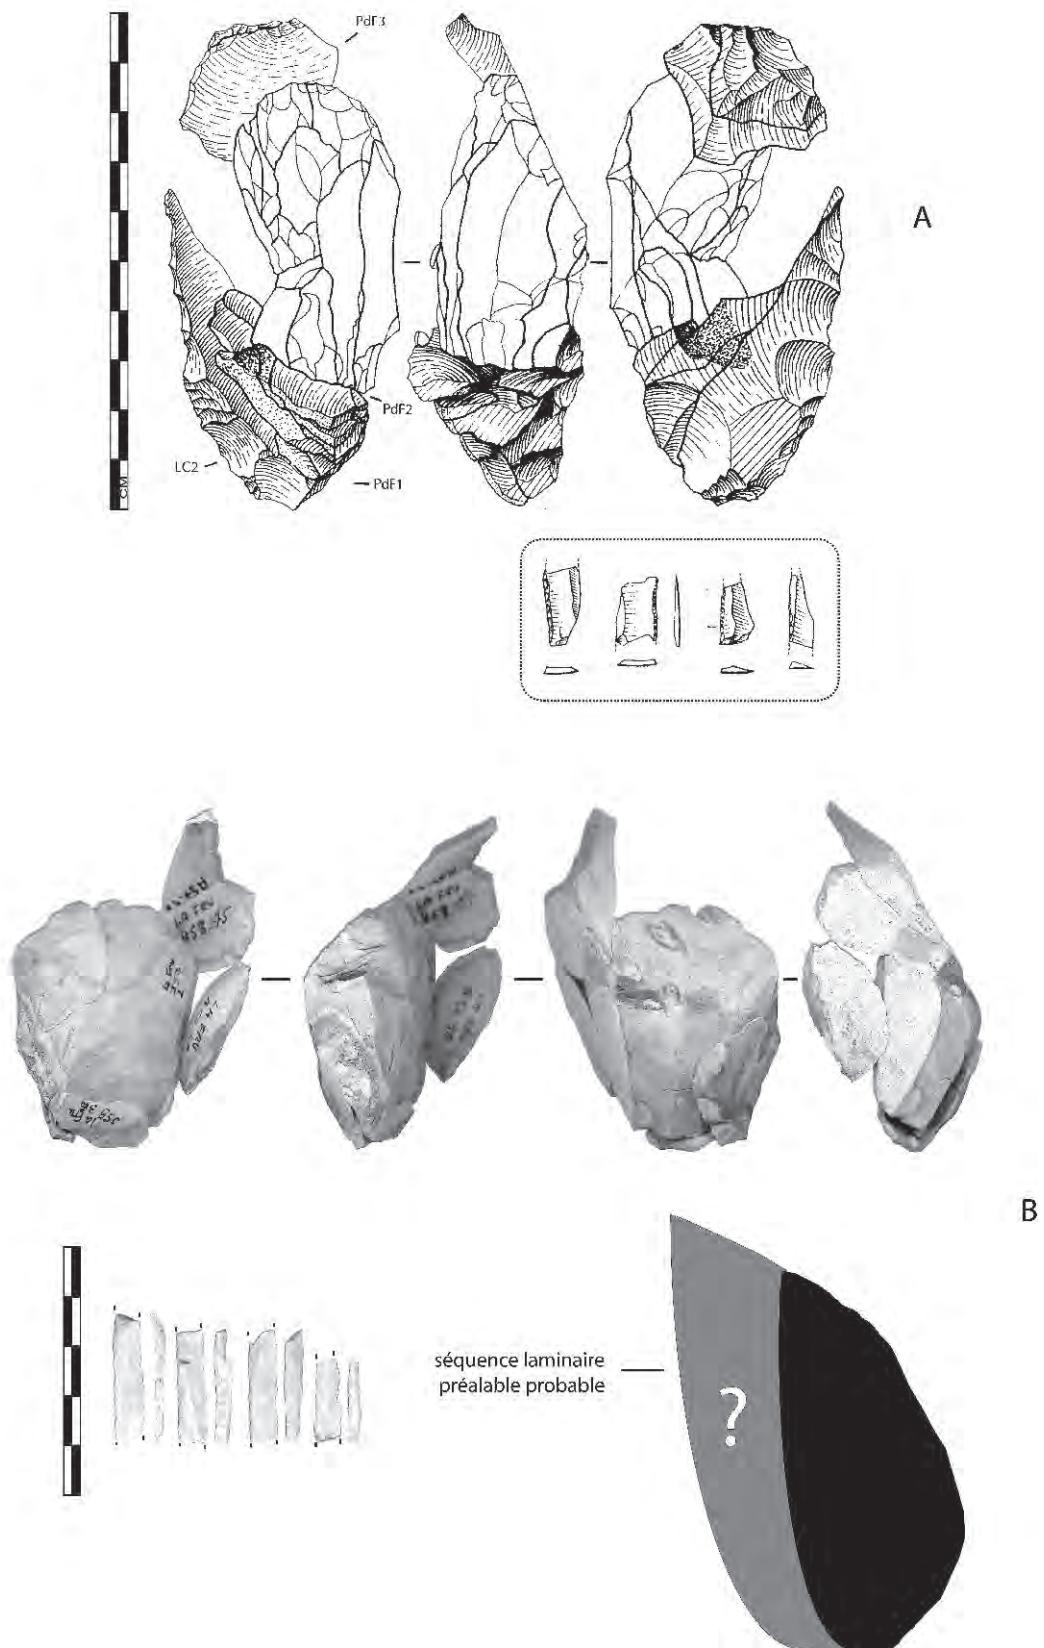 PdF3
A
PdF2
LC2
PdF1
CM
B
séquence laminaire
préalable probable
?